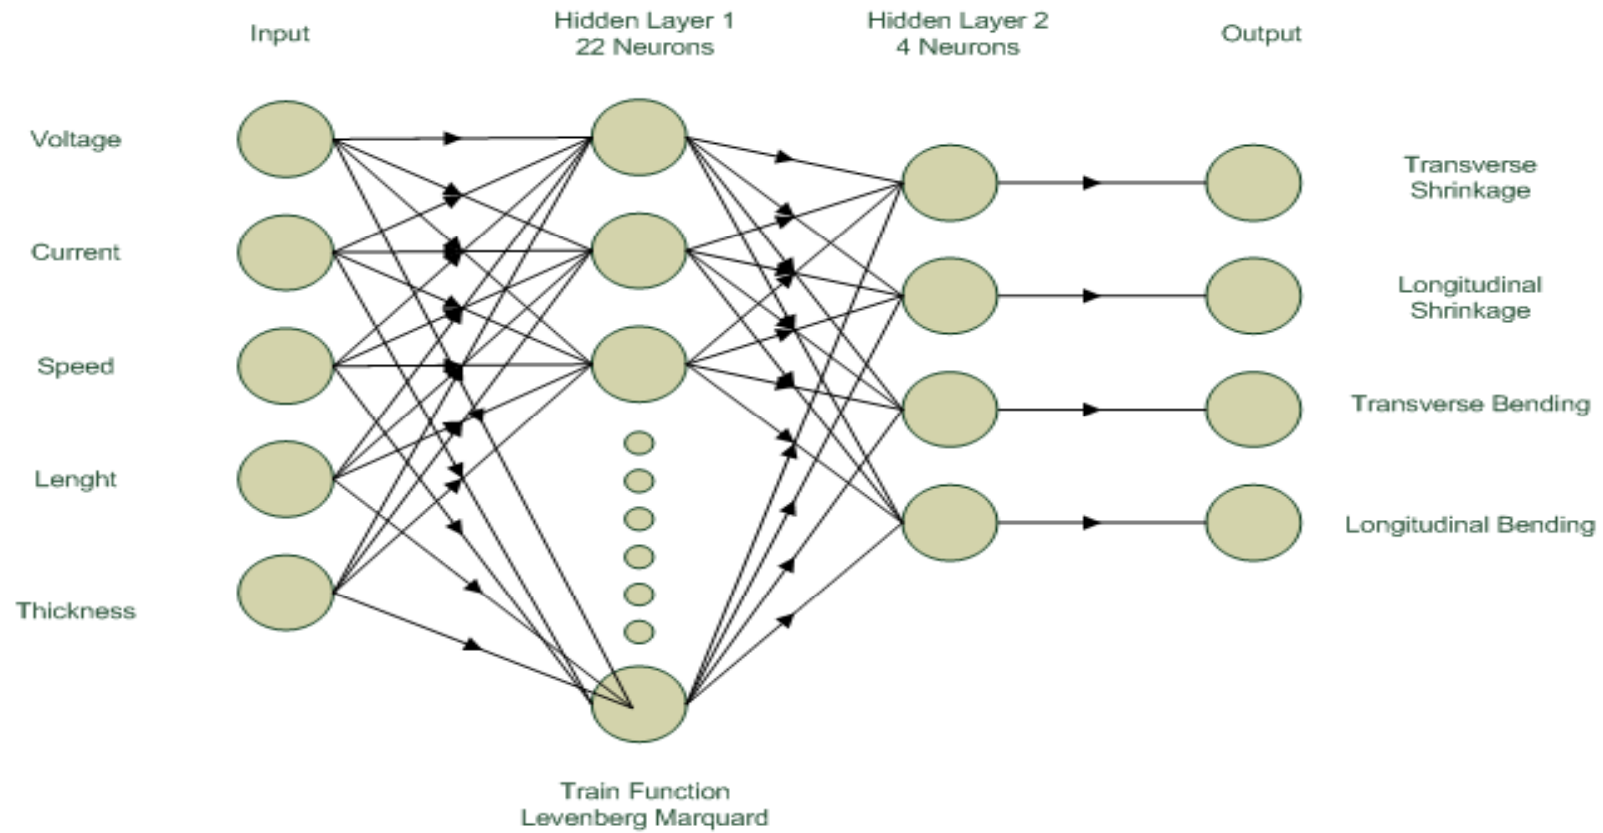 Input
Hidden Layer 1
22 Neurons
Hidden Layer 2
4 Neurons
Output
Voltage
Current
Speed
Lenght
Thickness
Transverse
Shrinkage
Longitudinal
Shrinkage
Transverse Bending
Longitudinal Bending
Train Function
Levenberg Marquard